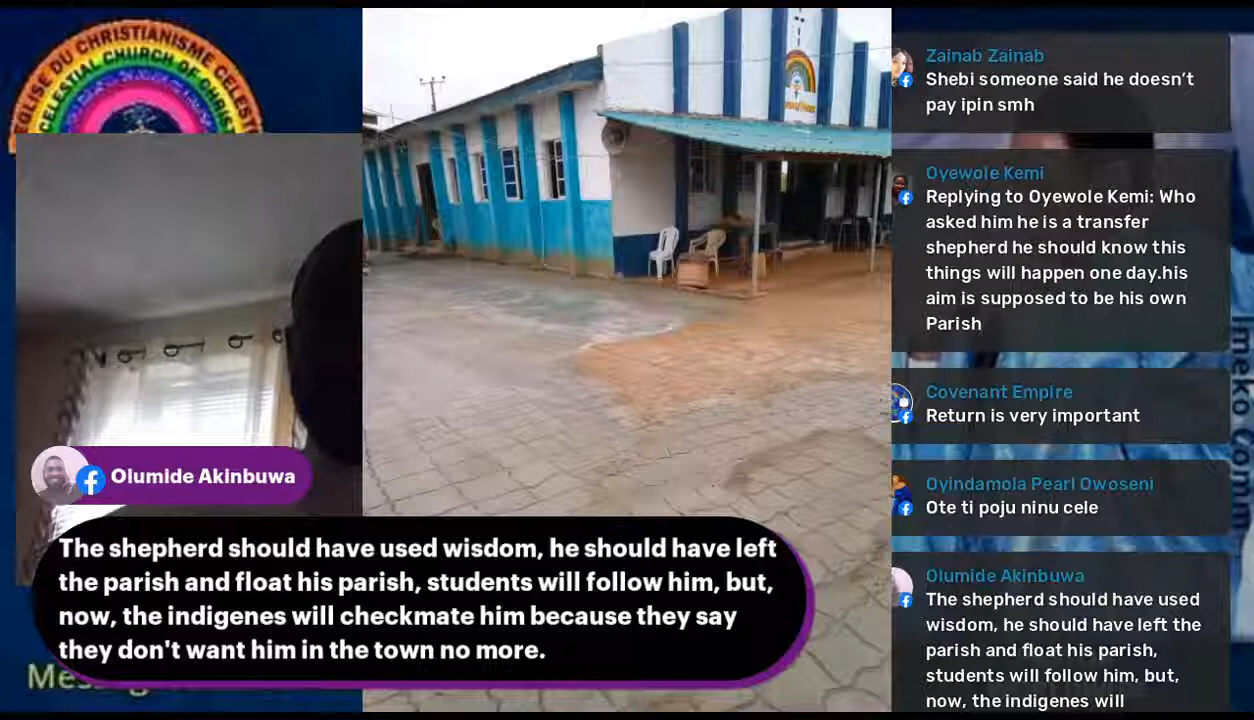 ÉGLISE DU CHRISTIANISME CÉLESTE
CELESTIAL CHURCH OF CHRIST
Olumide Akinbuwa
The shepherd should have used wisdom, he should have left
the parish and float his parish, students will follow him, but,
now, the indigenes will checkmate him because they say
they don't want him in the town no more.
Zainab Zainab
Shebi someone said he doesn't
pay ipin smh
Oyewole Kemi
Replying to Oyewole Kemi: Who
asked him he is a transfer
shepherd he should know this
things will happen one day.his
aim is supposed to be his own
Parish
Covenant Empire
Return is very important
Oyindamola Pearl Owoseni
Ote ti poju ninu cele
Olumide Akinbuwa
The shepherd should have used
wisdom, he should have left the
parish and float his parish,
students will follow him, but,
now, the indigenes will
Imeko